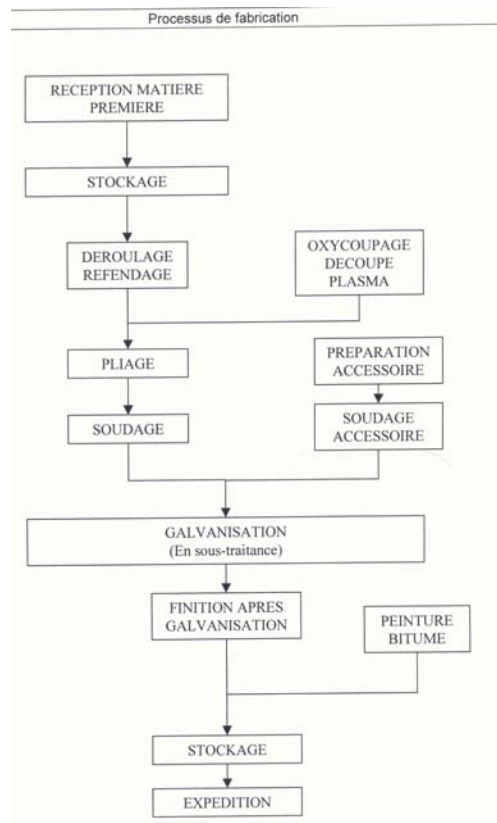 Processus de fabrication
RECEPTION MATIERE
PREMIERE
STOCKAGE
DEROULAGE
REFENDAGE
OXYCOUPAGE
DECOUPE
PLASMA
PLIAGE
PREPARATION
ACCESSOIRE
SOUDAGE
SOUDAGE
ACCESSOIRE
GALVANISATION
(En sous-traitance)
FINITION APRES
GALVANISATION
PEINTURE
BITUME
STOCKAGE
EXPEDITION